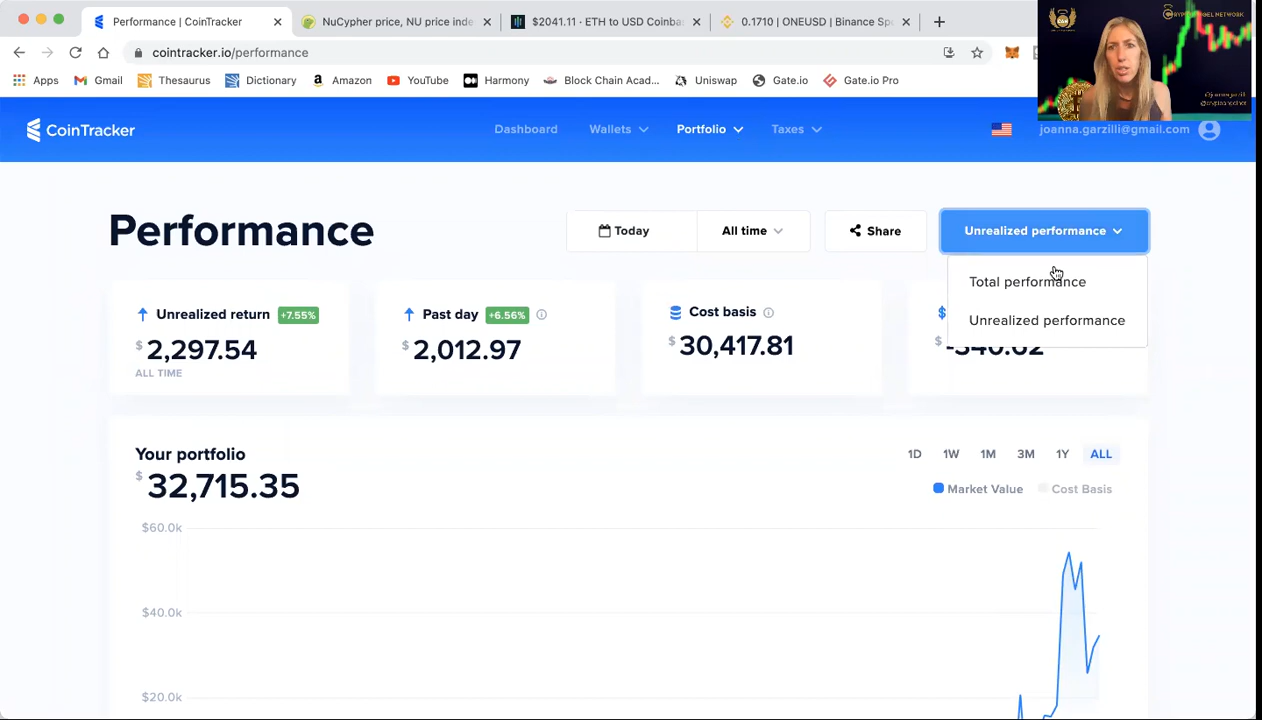 Performance | CoinTracker
NuCypher price, NU price inde
$2041.11 · ETH to USD Coinba
0.1710 | ONEUSD | Binance Sp
cointracker.io/performance
Apps Gmail Thesaurus Dictionary Amazon YouTube Harmony Block Chain Acad... Uniswap Gate.io Gate.io Pro
CoinTracker
Dashboard Wallets Portfolio Taxes
joanna.garzilli@gmail.com
Performance
Today All time Share Unrealized performance
Total performance
Unrealized performance
Unrealized return +7.55%
$2,297.54
ALL TIME
Past day +6.56%
$2,012.97
Cost basis
$30,417.81
$
$
Your portfolio
$32,715.35
1D 1W 1M 3M 1Y ALL
Market Value Cost Basis
$60.0k
$40.0k
$20.0k